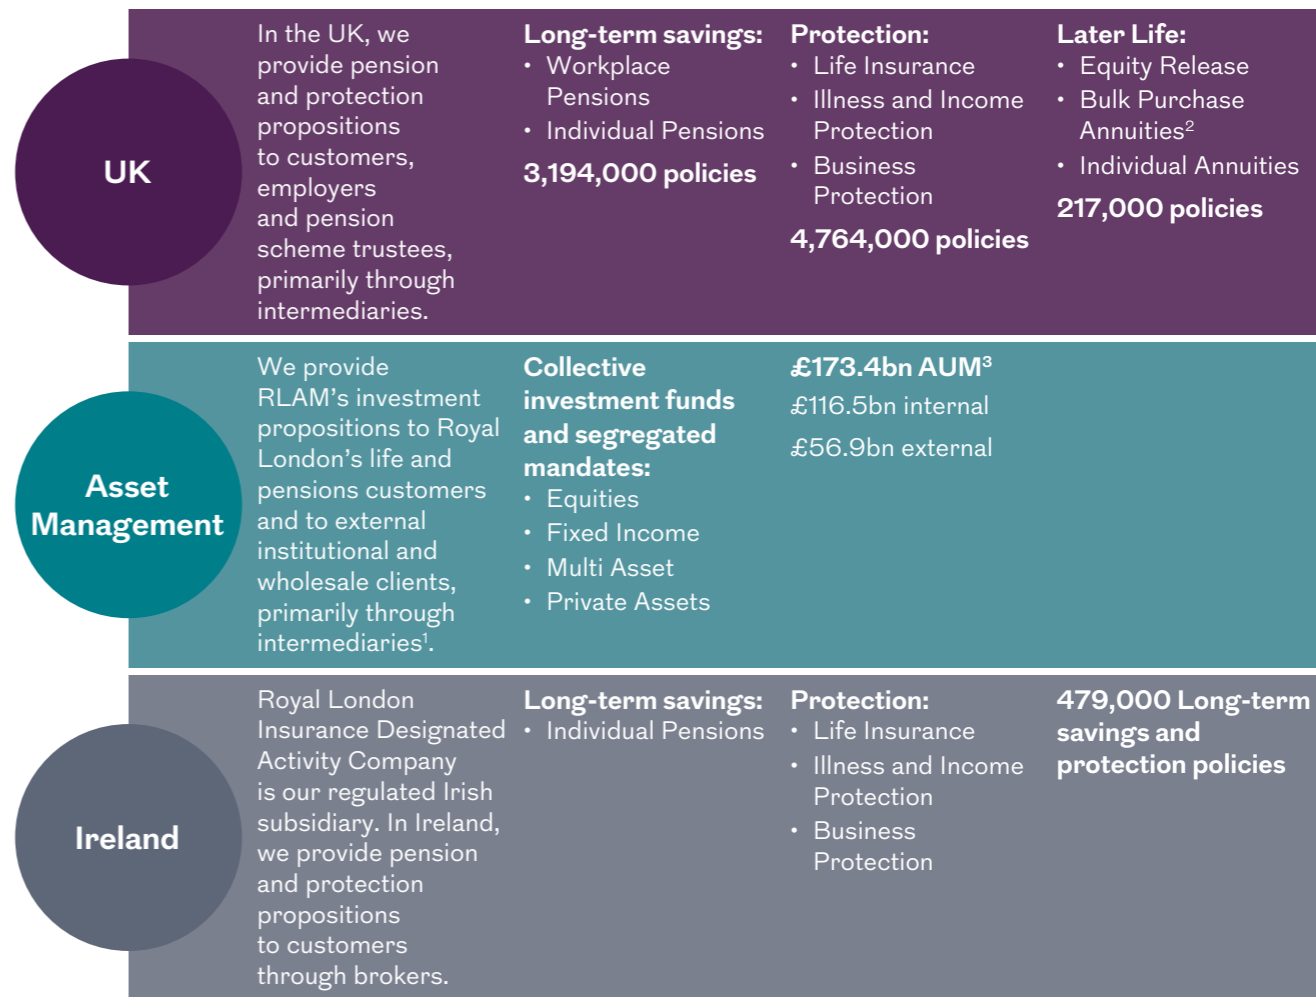 UK
In the UK, we
provide pension
and protection
propositions
to customers,
employers
and pension
scheme trustees,
primarily through
intermediaries.
Long-term savings:
• Workplace
Pensions
• Individual Pensions
3,194,000 policies
Protection:
• Life Insurance
• Illness and Income
Protection
• Business
Protection
4,764,000 policies
Later Life:
• Equity Release
• Bulk Purchase
Annuities²
• Individual Annuities
217,000 policies
Asset
Management
We provide
RLAM’s investment
propositions to Royal
London’s life and
pensions customers
and to external
institutional and
wholesale clients,
primarily through
intermediaries¹.
Collective
investment funds
and segregated
mandates:
• Equities
• Fixed Income
• Multi Asset
• Private Assets
£173.4bn AUM³
£116.5bn internal
£56.9bn external
Ireland
Royal London
Insurance Designated
Activity Company
is our regulated Irish
subsidiary. In Ireland,
we provide pension
and protection
propositions
to customers
through brokers.
Long-term savings:
• Individual Pensions
Protection:
• Life Insurance
• Illness and Income
Protection
• Business
Protection
479,000 Long-term
savings and
protection policies